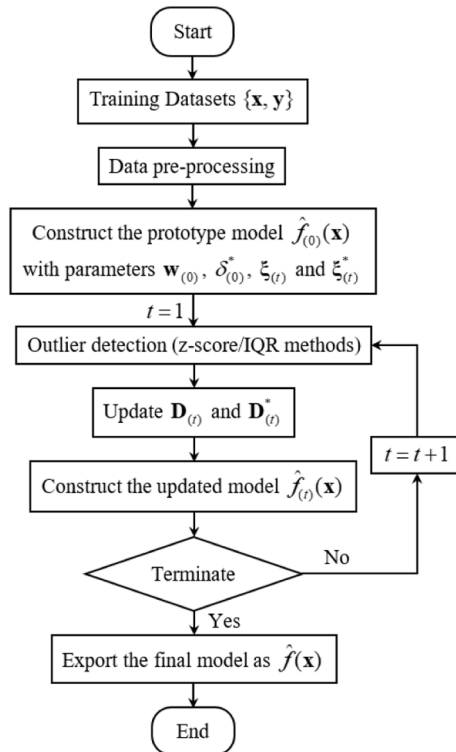 Start
Training Datasets {x, y}
Data pre-processing
Construct the prototype model f̂₍₀₎(x)
with parameters w₍₀₎, δ*₍₀₎, ξ₍ₜ₎ and ξ*₍ₜ₎
t = 1
Outlier detection (z-score/IQR methods)
Update D₍ₜ₎ and D*₍ₜ₎
t = t + 1
Construct the updated model f̂₍ₜ₎(x)
Terminate
No
Yes
Export the final model as f̂(x)
End